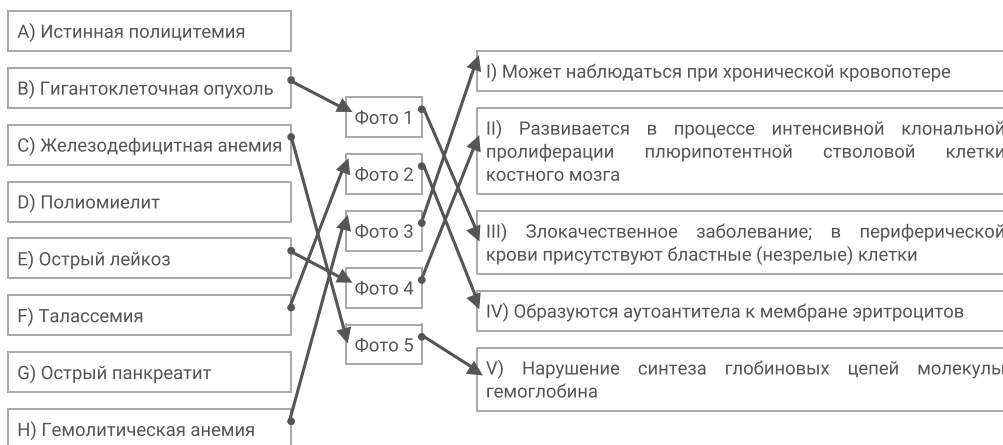 A) Истинная полицитемия
B) Гигантоклеточная опухоль
C) Железодефицитная анемия
D) Полиомиелит
E) Острый лейкоз
F) Талассемия
G) Острый панкреатит
H) Гемолитическая анемия
Фото 1
Фото 2
Фото 3
Фото 4
Фото 5
I) Может наблюдаться при хронической кровопотере
II) Развивается в процессе интенсивной клональной
пролиферации плюрипотентной стволовой клетки
костного мозга
III) Злокачественное заболевание; в периферической
крови присутствуют бластные (незрелые) клетки
IV) Образуются аутоантитела к мембране эритроцитов
V) Нарушение синтеза глобиновых цепей молекулы
гемоглобина